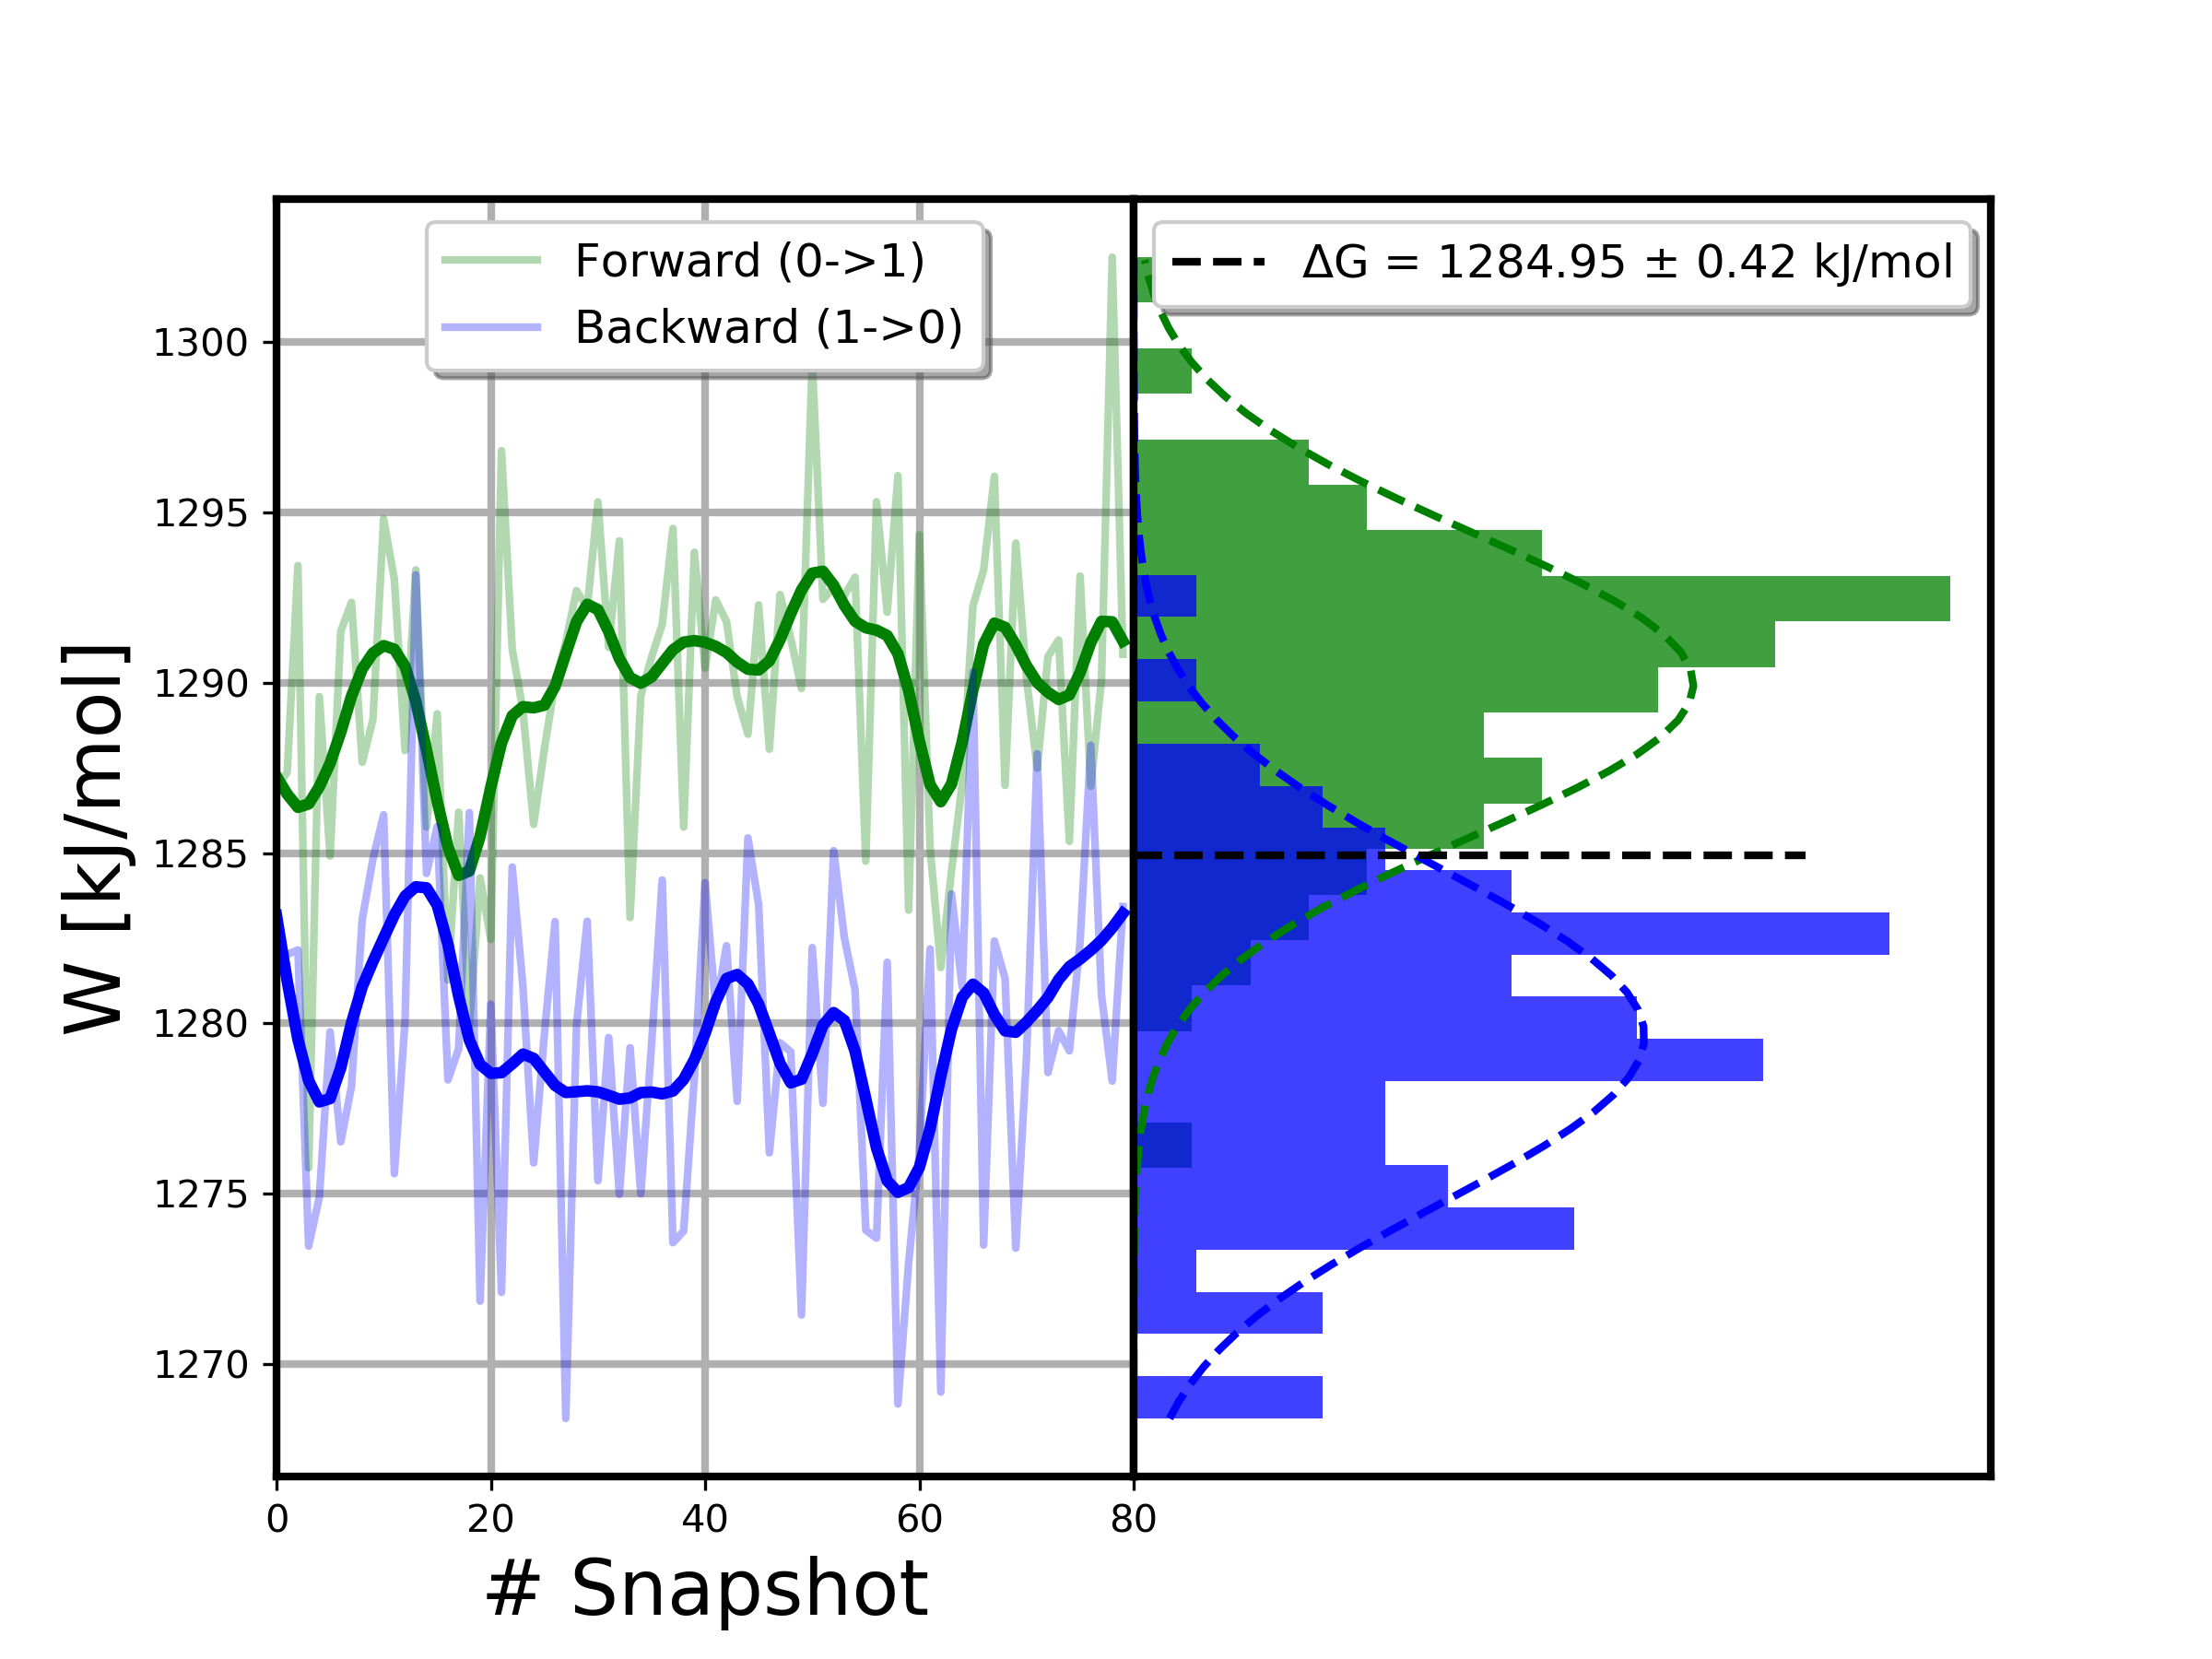 Forward (0->1)
Backward (1->0)
ΔG = 1284.95 ± 0.42 kJ/mol
1300
1295
1290
1285
1280
1275
1270
W [kJ/mol]
0 20 40 60 80
# Snapshot